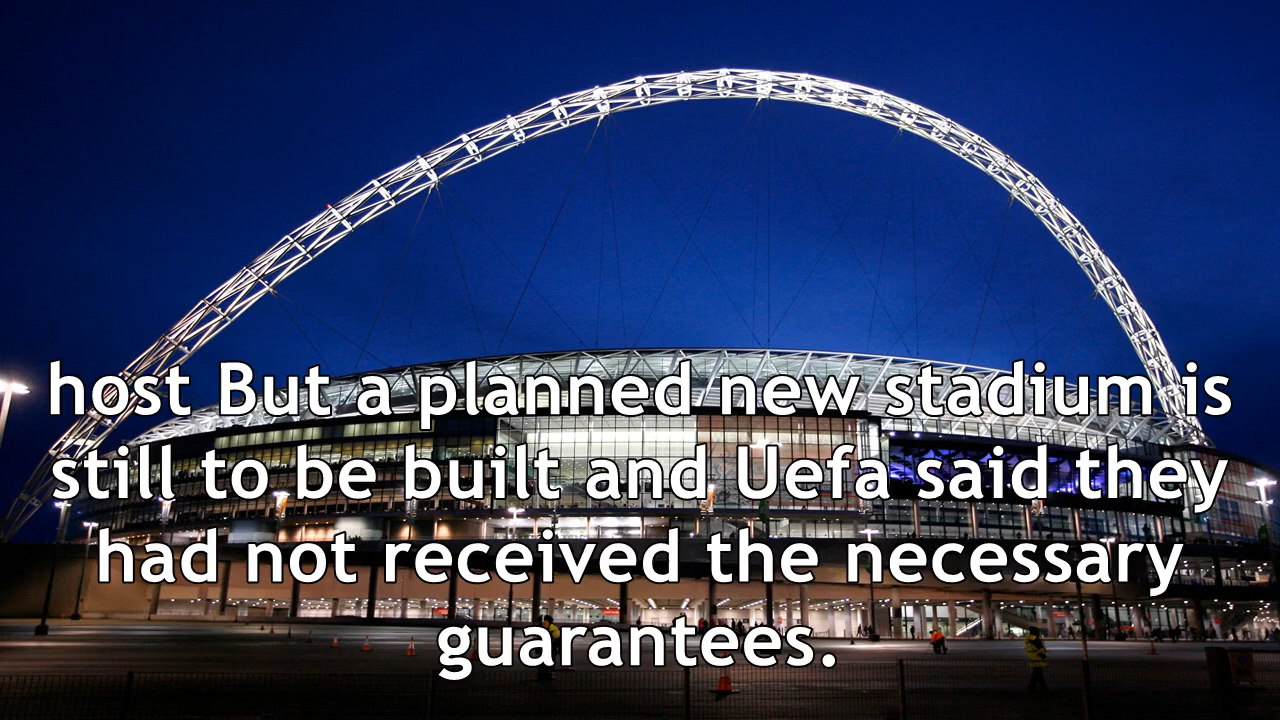 host But a planned new stadium is
still to be built and Uefa said they
had not received the necessary
guarantees.